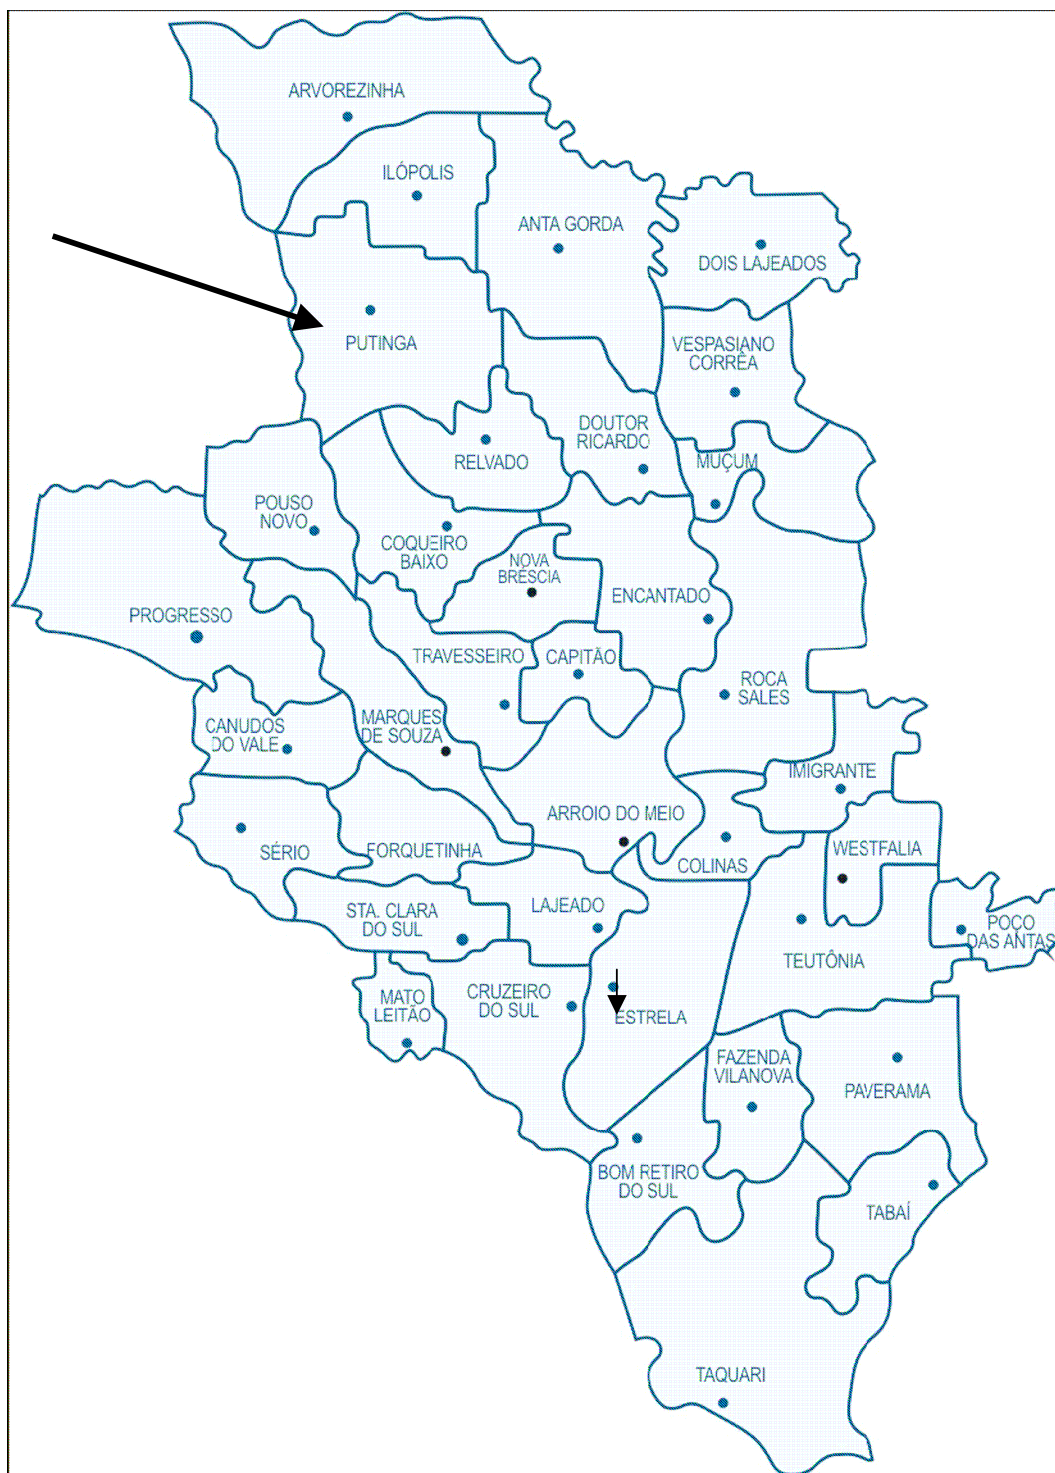 ARVOREZINHA
ILÓPOLIS
ANTA GORDA
DOIS LAJEADOS
PUTINGA
VESPASIANO
CORRÊA
DOUTOR
RICARDO
RELVADO
MUÇUM
POUSO
NOVO
COQUEIRO
BAIXO
NOVA
BRÉSCIA
ENCANTADO
PROGRESSO
TRAVESSEIRO
CAPITÃO
ROCA
SALES
CANUDOS
DO VALE
MARQUES
DE SOUZA
IMIGRANTE
ARROIO DO MEIO
SÉRIO
FORQUETINHA
COLINAS
WESTFALIA
STA. CLARA
DO SUL
LAJEADO
POÇO
DAS ANTAS
TEUTÔNIA
MATO
LEITÃO
CRUZEIRO
DO SUL
ESTRELA
FAZENDA
VILANOVA
PAVERAMA
BOM RETIRO
DO SUL
TABAÍ
TAQUARI